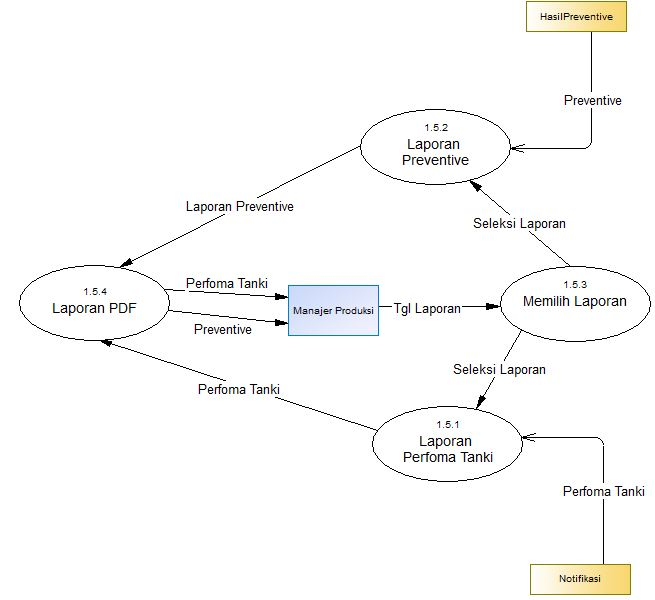 HasilPreventive
Preventive
1.5.2
Laporan
Preventive
Laporan Preventive
Seleksi Laporan
1.5.4
Laporan PDF
Perfoma Tanki
Preventive
Manajer Produksi
Tgl Laporan
1.5.3
Memilih Laporan
Seleksi Laporan
Perfoma Tanki
1.5.1
Laporan
Perfoma Tanki
Perfoma Tanki
Notifikasi